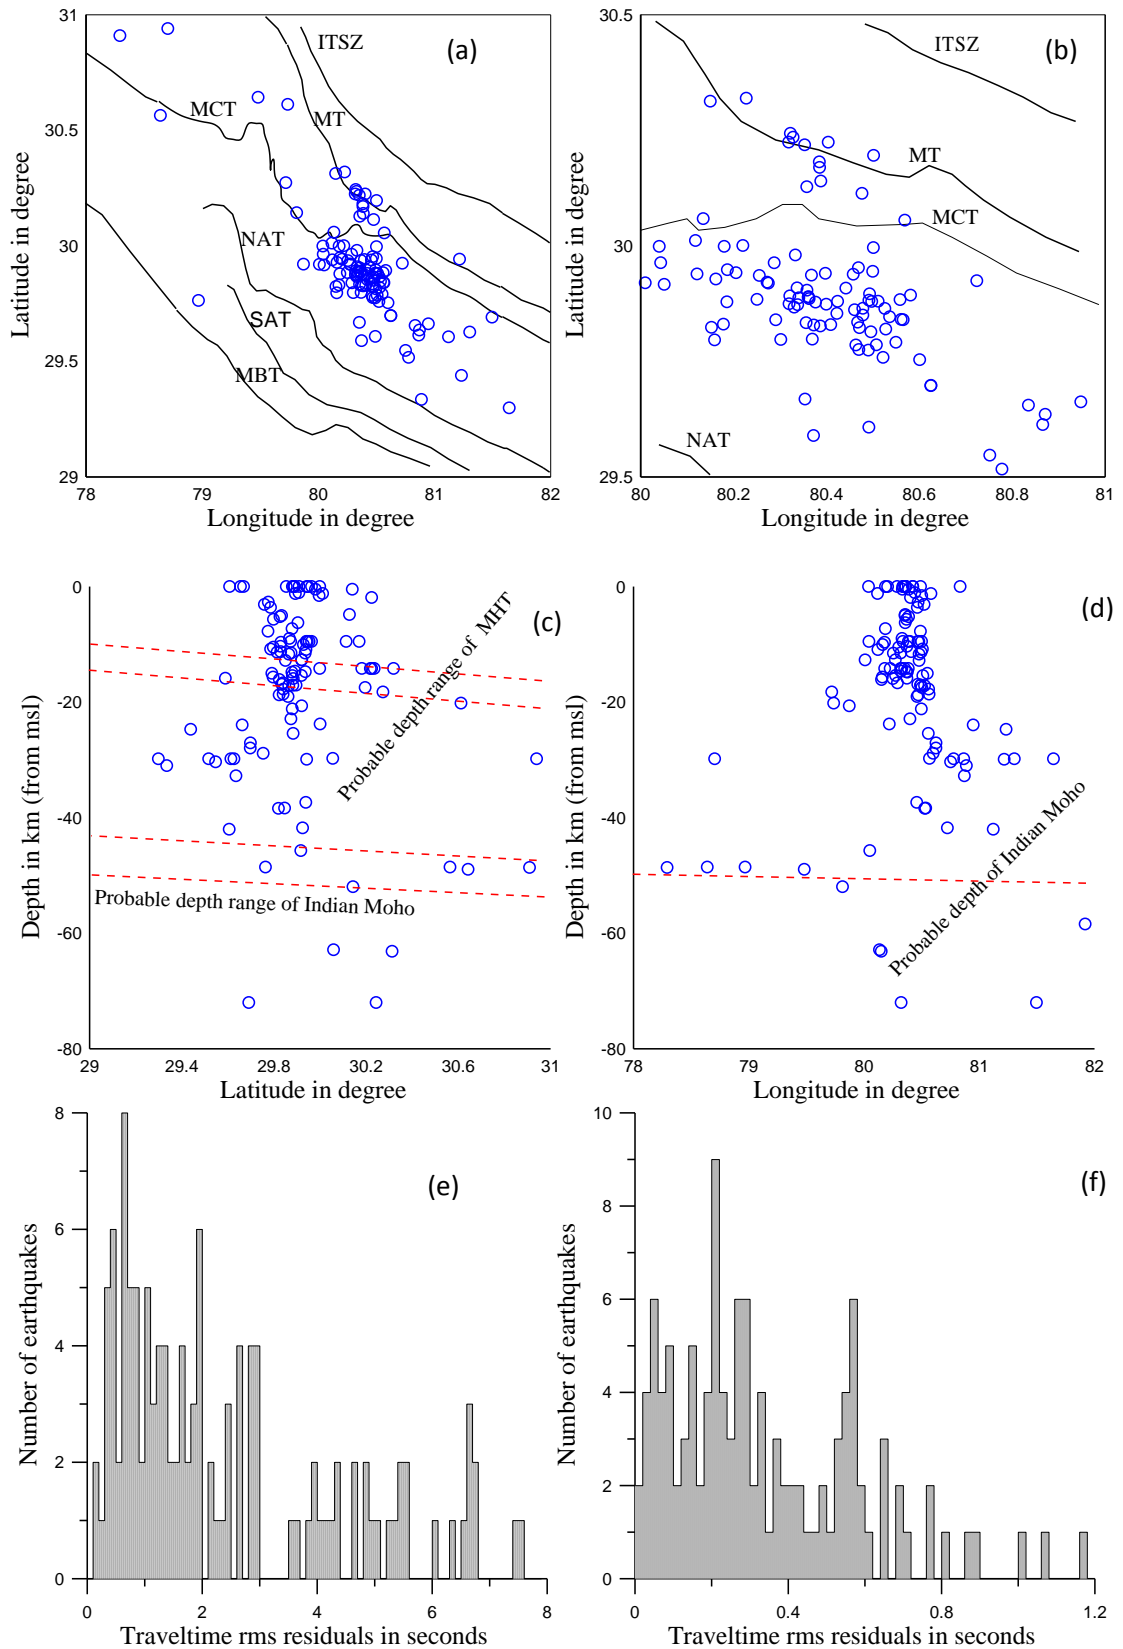 31
30.5
30
29.5
29
78
79
80
81
82
Latitude in degree
Longitude in degree
(a)
ITSZ
MCT
MT
NAT
SAT
MBT
30.5
30
29.5
80
80.2
80.4
80.6
80.8
81
Latitude in degree
Longitude in degree
(b)
ITSZ
MT
MCT
NAT
0
-20
-40
-60
-80
29
29.4
29.8
30.2
30.6
31
Depth in km (from msl)
Latitude in degree
(c)
Probable depth range of MHT
Probable depth range of Indian Moho
0
-20
-40
-60
-80
78
79
80
81
82
Depth in km (from msl)
Longitude in degree
(d)
Probable depth of Indian Moho
8
6
4
2
0
0
2
4
6
8
Number of earthquakes
Traveltime rms residuals in seconds
(e)
10
8
6
4
2
0
0
0.4
0.8
1.2
Number of earthquakes
Traveltime rms residuals in seconds
(f)